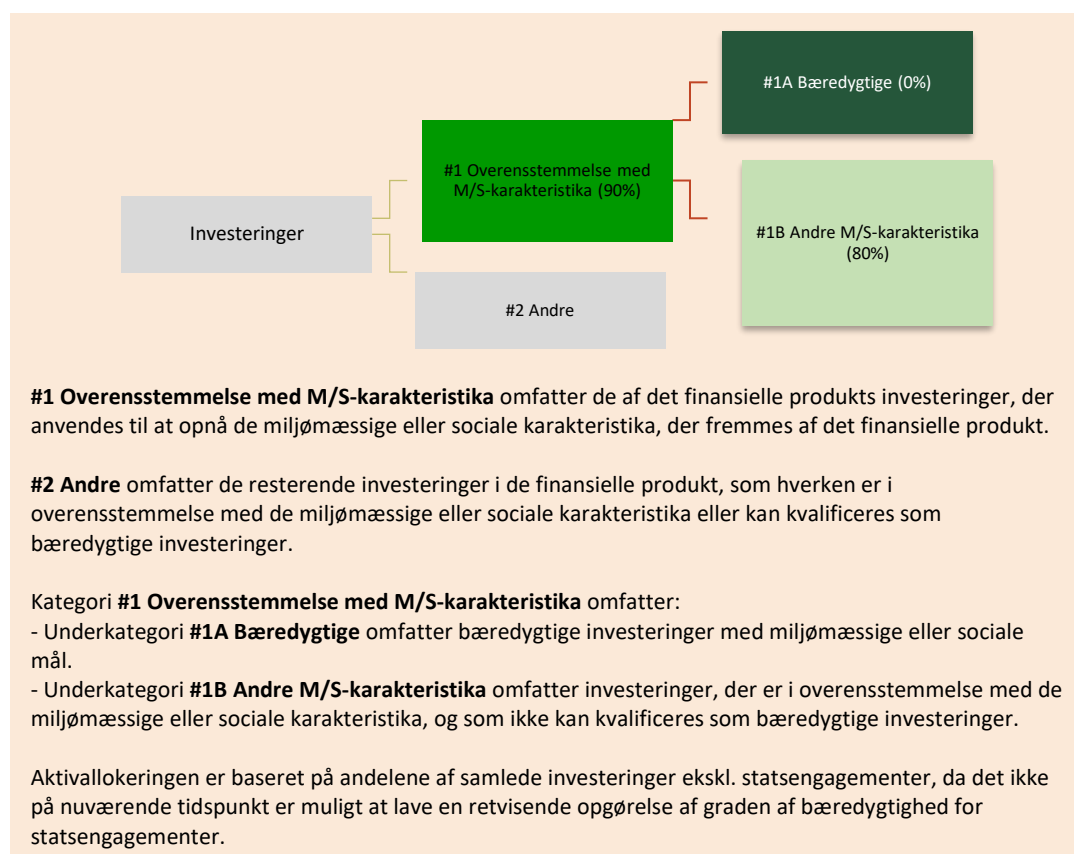 #1A Bæredygtige (0%)
#1 Overensstemmelse med
M/S-karakteristika (90%)
Investeringer
#1B Andre M/S-karakteristika
(80%)
#2 Andre
#1 Overensstemmelse med M/S-karakteristika omfatter de af det finansielle produkts investeringer, der
anvendes til at opnå de miljømæssige eller sociale karakteristika, der fremmes af det finansielle produkt.
#2 Andre omfatter de resterende investeringer i de finansielle produkt, som hverken er i
overensstemmelse med de miljømæssige eller sociale karakteristika eller kan kvalificeres som
bæredygtige investeringer.
Kategori #1 Overensstemmelse med M/S-karakteristika omfatter:
- Underkategori #1A Bæredygtige omfatter bæredygtige investeringer med miljømæssige eller sociale
mål.
- Underkategori #1B Andre M/S-karakteristika omfatter investeringer, der er i overensstemmelse med de
miljømæssige eller sociale karakteristika, og som ikke kan kvalificeres som bæredygtige investeringer.
Aktivallokeringen er baseret på andelene af samlede investeringer ekskl. statsengagementer, da det ikke
på nuværende tidspunkt er muligt at lave en retvisende opgørelse af graden af bæredygtighed for
statsengagementer.